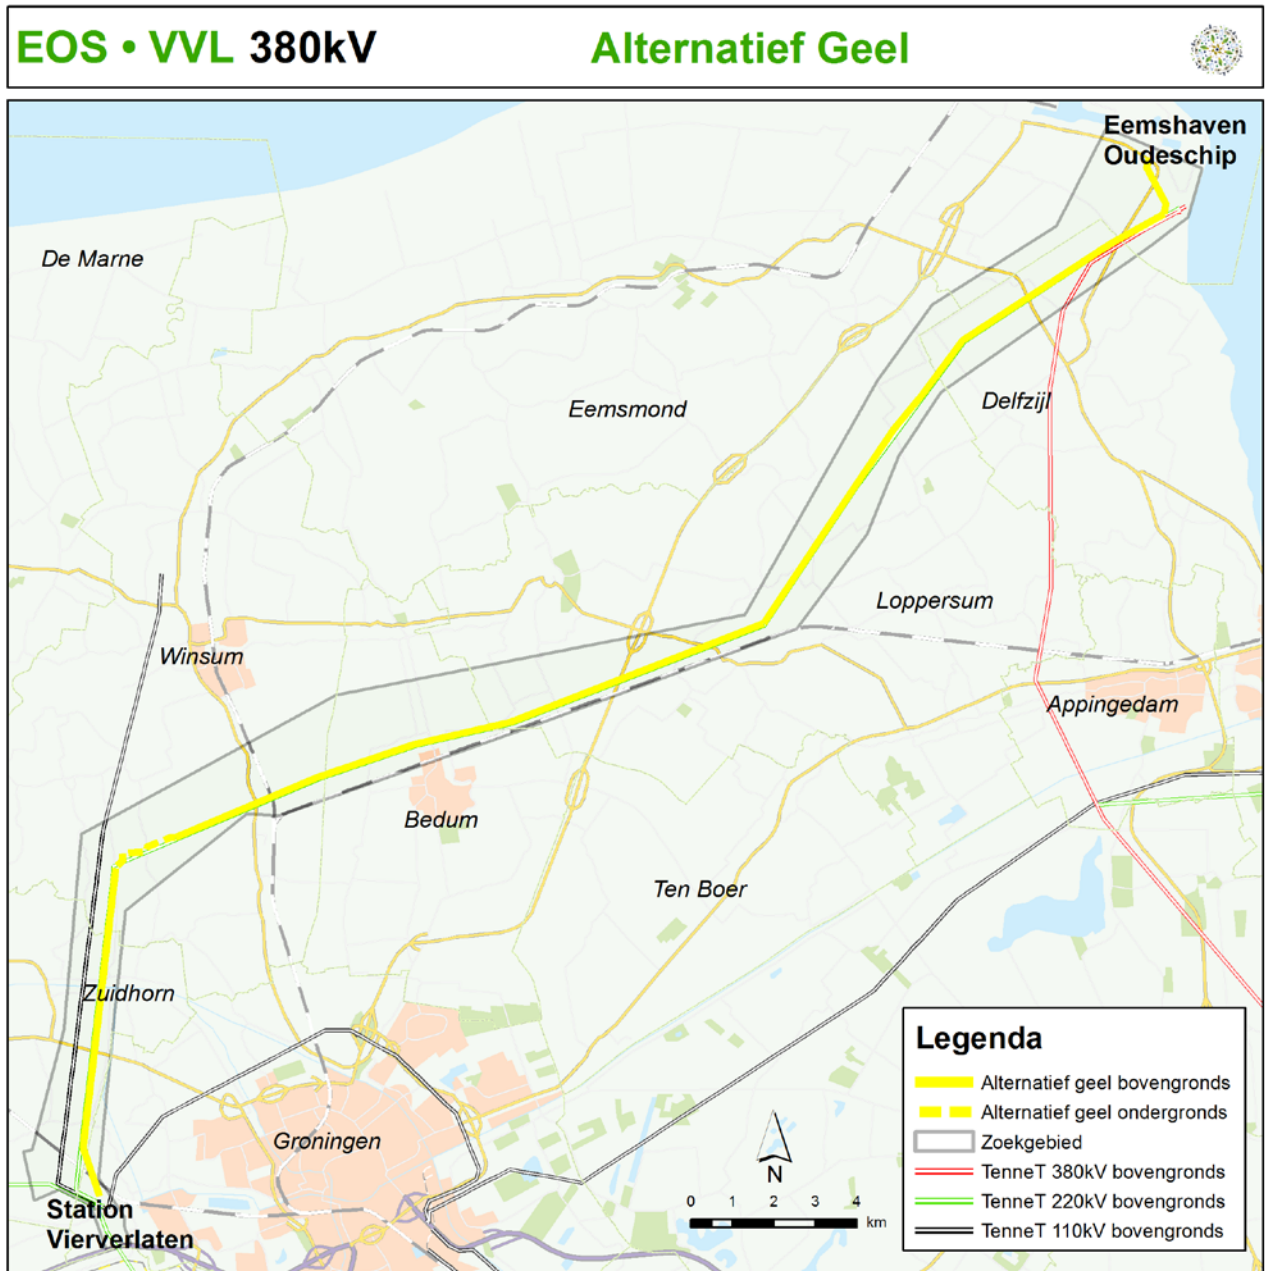 EOS • VVL 380kV
Alternatief Geel
Eemshaven
Oudeschip
De Marne
Eemsmond
Delfzijl
Loppersum
Winsum
Appingedam
Bedum
Ten Boer
Zuidhorn
Groningen
Station
Vierverlaten
N
0 1 2 3 4
km
Legenda
Alternatief geel bovengronds
Alternatief geel ondergronds
Zoekgebied
TenneT 380kV bovengronds
TenneT 220kV bovengronds
TenneT 110kV bovengronds